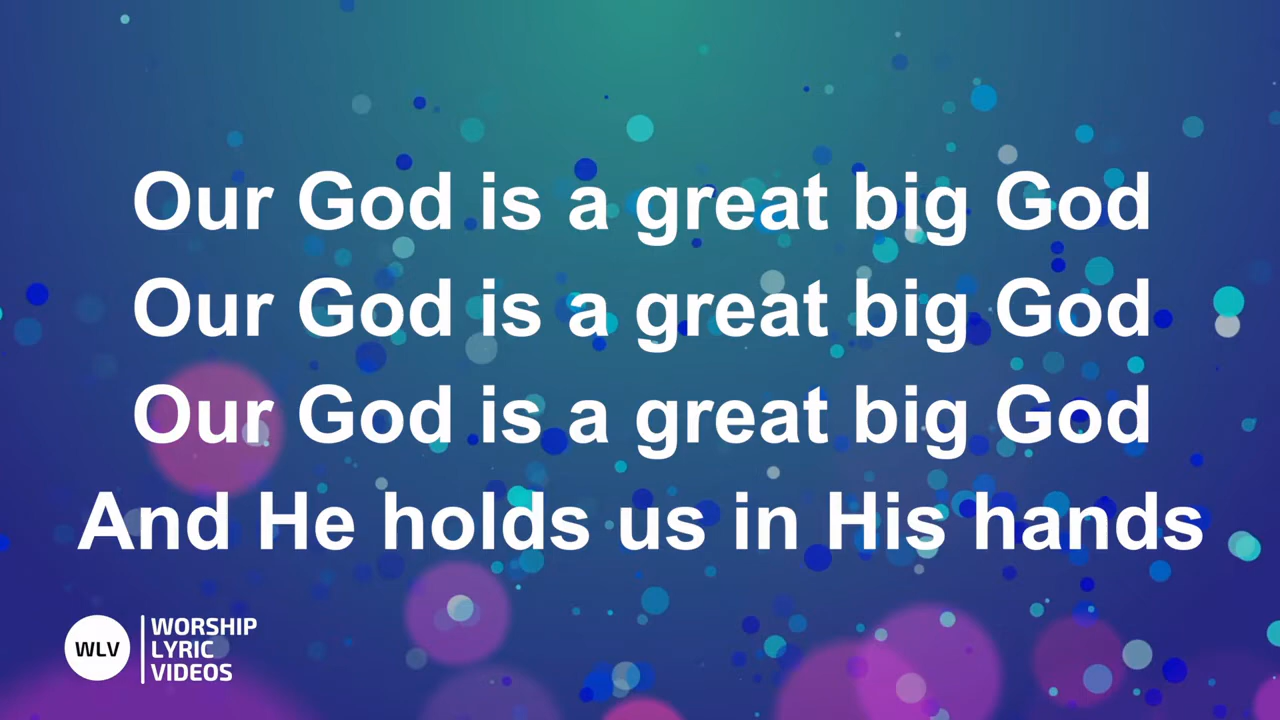 Our God is a great big God
Our God is a great big God
Our God is a great big God
And He holds us in His hands
WLV
WORSHIP
LYRIC
VIDEOS